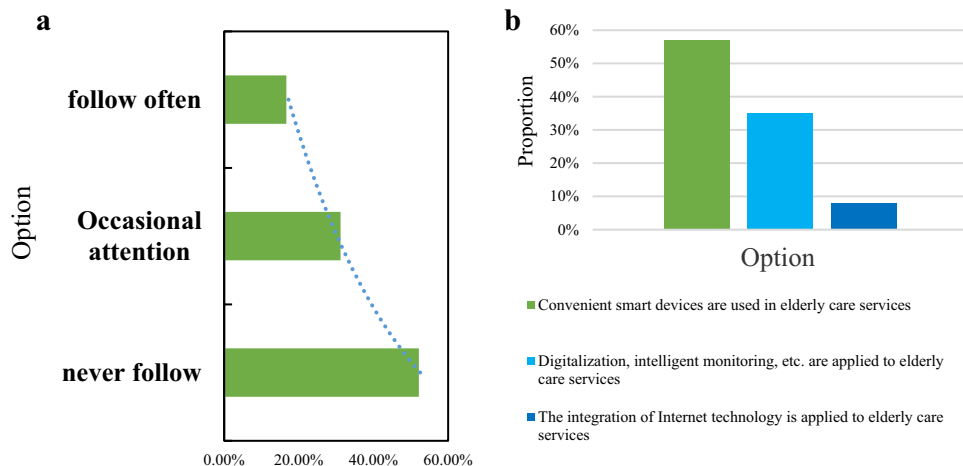 a
Option
follow often
Occasional
attention
never follow
0.00%
20.00%
40.00%
60.00%
b
Proportion
60%
50%
40%
30%
20%
10%
0%
Option
Convenient smart devices are used in elderly care services
Digitalization, intelligent monitoring, etc. are applied to elderly
care services
The integration of Internet technology is applied to elderly care
services